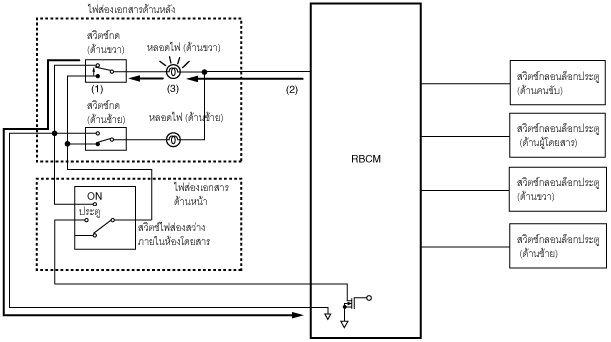 ไฟส่องเอกสารด้านหลัง
สวิตช์กด
(ด้านขวา)
หลอดไฟ (ด้านขวา)
(1)
(3)
(2)
สวิตช์กด
(ด้านซ้าย)
หลอดไฟ (ด้านซ้าย)
RBCM
ไฟส่องเอกสาร
ด้านหน้า
ON
ประตู
สวิตช์ไฟส่องสว่าง
ภายในห้องโดยสาร
สวิตช์กลอนล็อกประตู
(ด้านคนขับ)
สวิตช์กลอนล็อกประตู
(ด้านผู้โดยสาร)
สวิตช์กลอนล็อกประตู
(ด้านขวา)
สวิตช์กลอนล็อกประตู
(ด้านซ้าย)